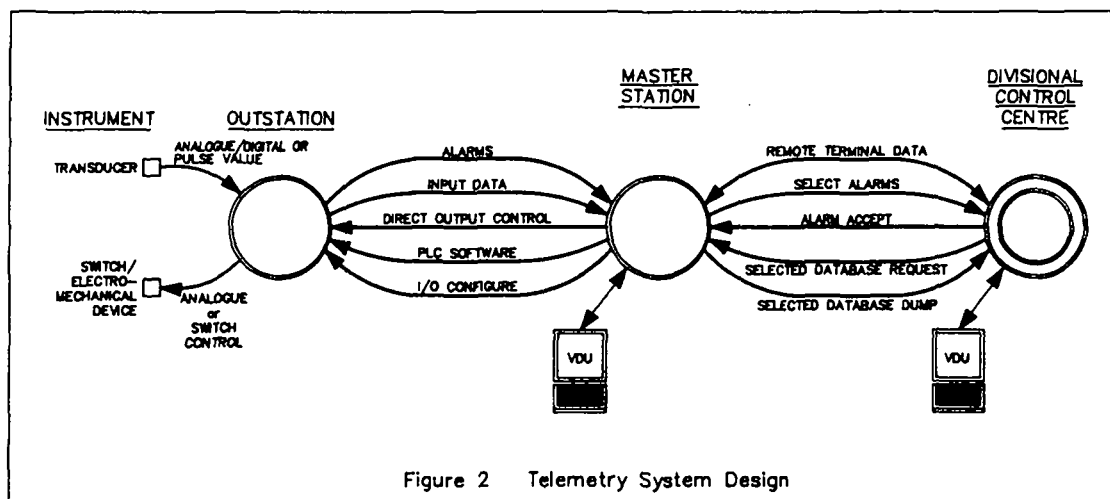 INSTRUMENT
OUTSTATION
MASTER
STATION
DIVISIONAL
CONTROL
CENTRE
TRANSDUCER
ANALOGUE/DIGITAL OR
PULSE VALUE
SWITCH/
ELECTRO-
MECHANICAL
DEVICE
ANALOGUE
or
SWITCH
CONTROL
ALARMS
INPUT DATA
DIRECT OUTPUT CONTROL
PLC SOFTWARE
I/O CONFIGURE
REMOTE TERMINAL DATA
SELECT ALARMS
ALARM ACCEPT
SELECTED DATABASE REQUEST
SELECTED DATABASE DUMP
VDU
VDU
Figure 2 Telemetry System Design